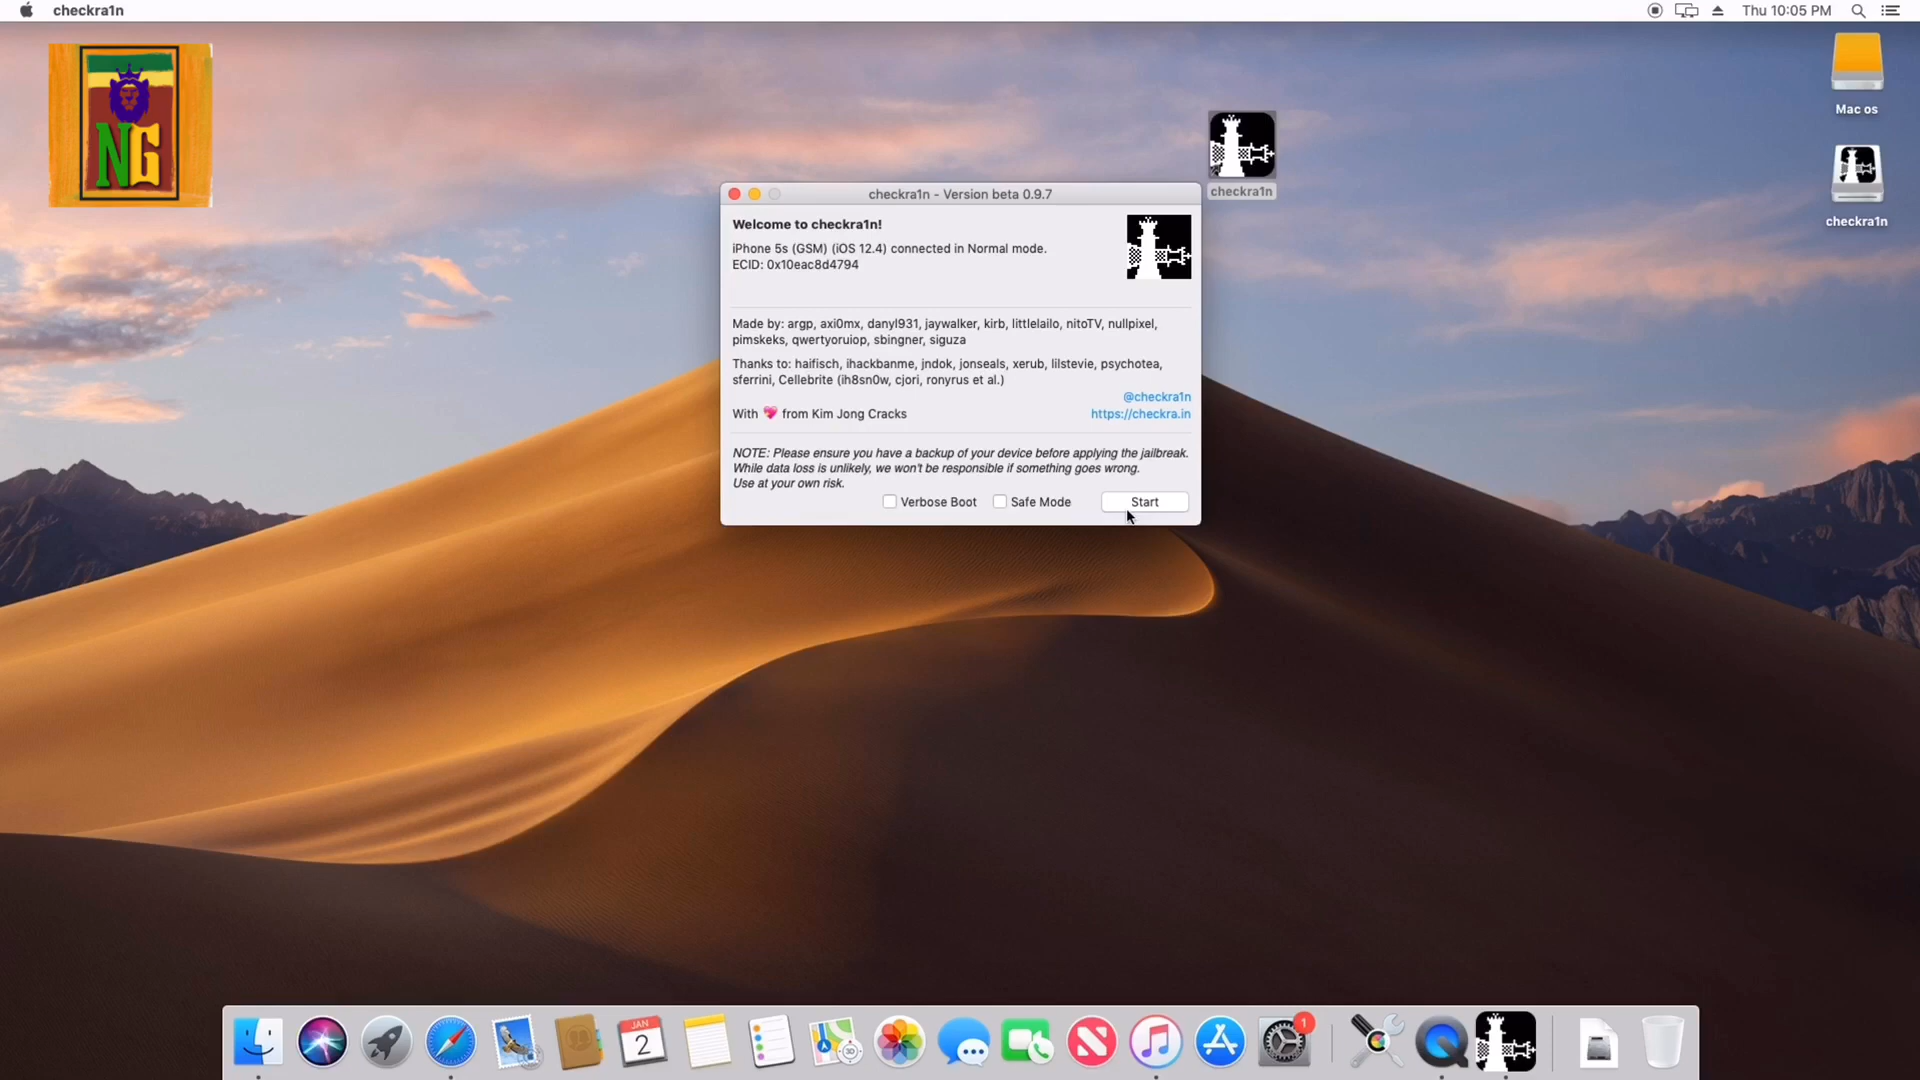 checkra1n
Thu 10:05 PM
NG
Mac os
checkra1n
checkra1n
checkra1n - Version beta 0.9.7
Welcome to checkra1n!
iPhone 5s (GSM) (iOS 12.4) connected in Normal mode.
ECID: 0x10eac8d4794
Made by: argp, axi0mx, danyl931, jaywalker, kirb, littlelailo, nitoTV, nullpixel,
pimskeks, qwertyoruiop, sbingner, siguza
Thanks to: haifisch, ihackbanme, jndok, jonseals, xerub, lilstevie, psychotea,
sferrini, Cellebrite (ih8sn0w, cjori, ronyrus et al.)
@checkra1n
With 💖 from Kim Jong Cracks
https://checkra.in
NOTE: Please ensure you have a backup of your device before applying the jailbreak.
While data loss is unlikely, we won't be responsible if something goes wrong.
Use at your own risk.
Verbose Boot
Safe Mode
Start
JAN
2
3D
1